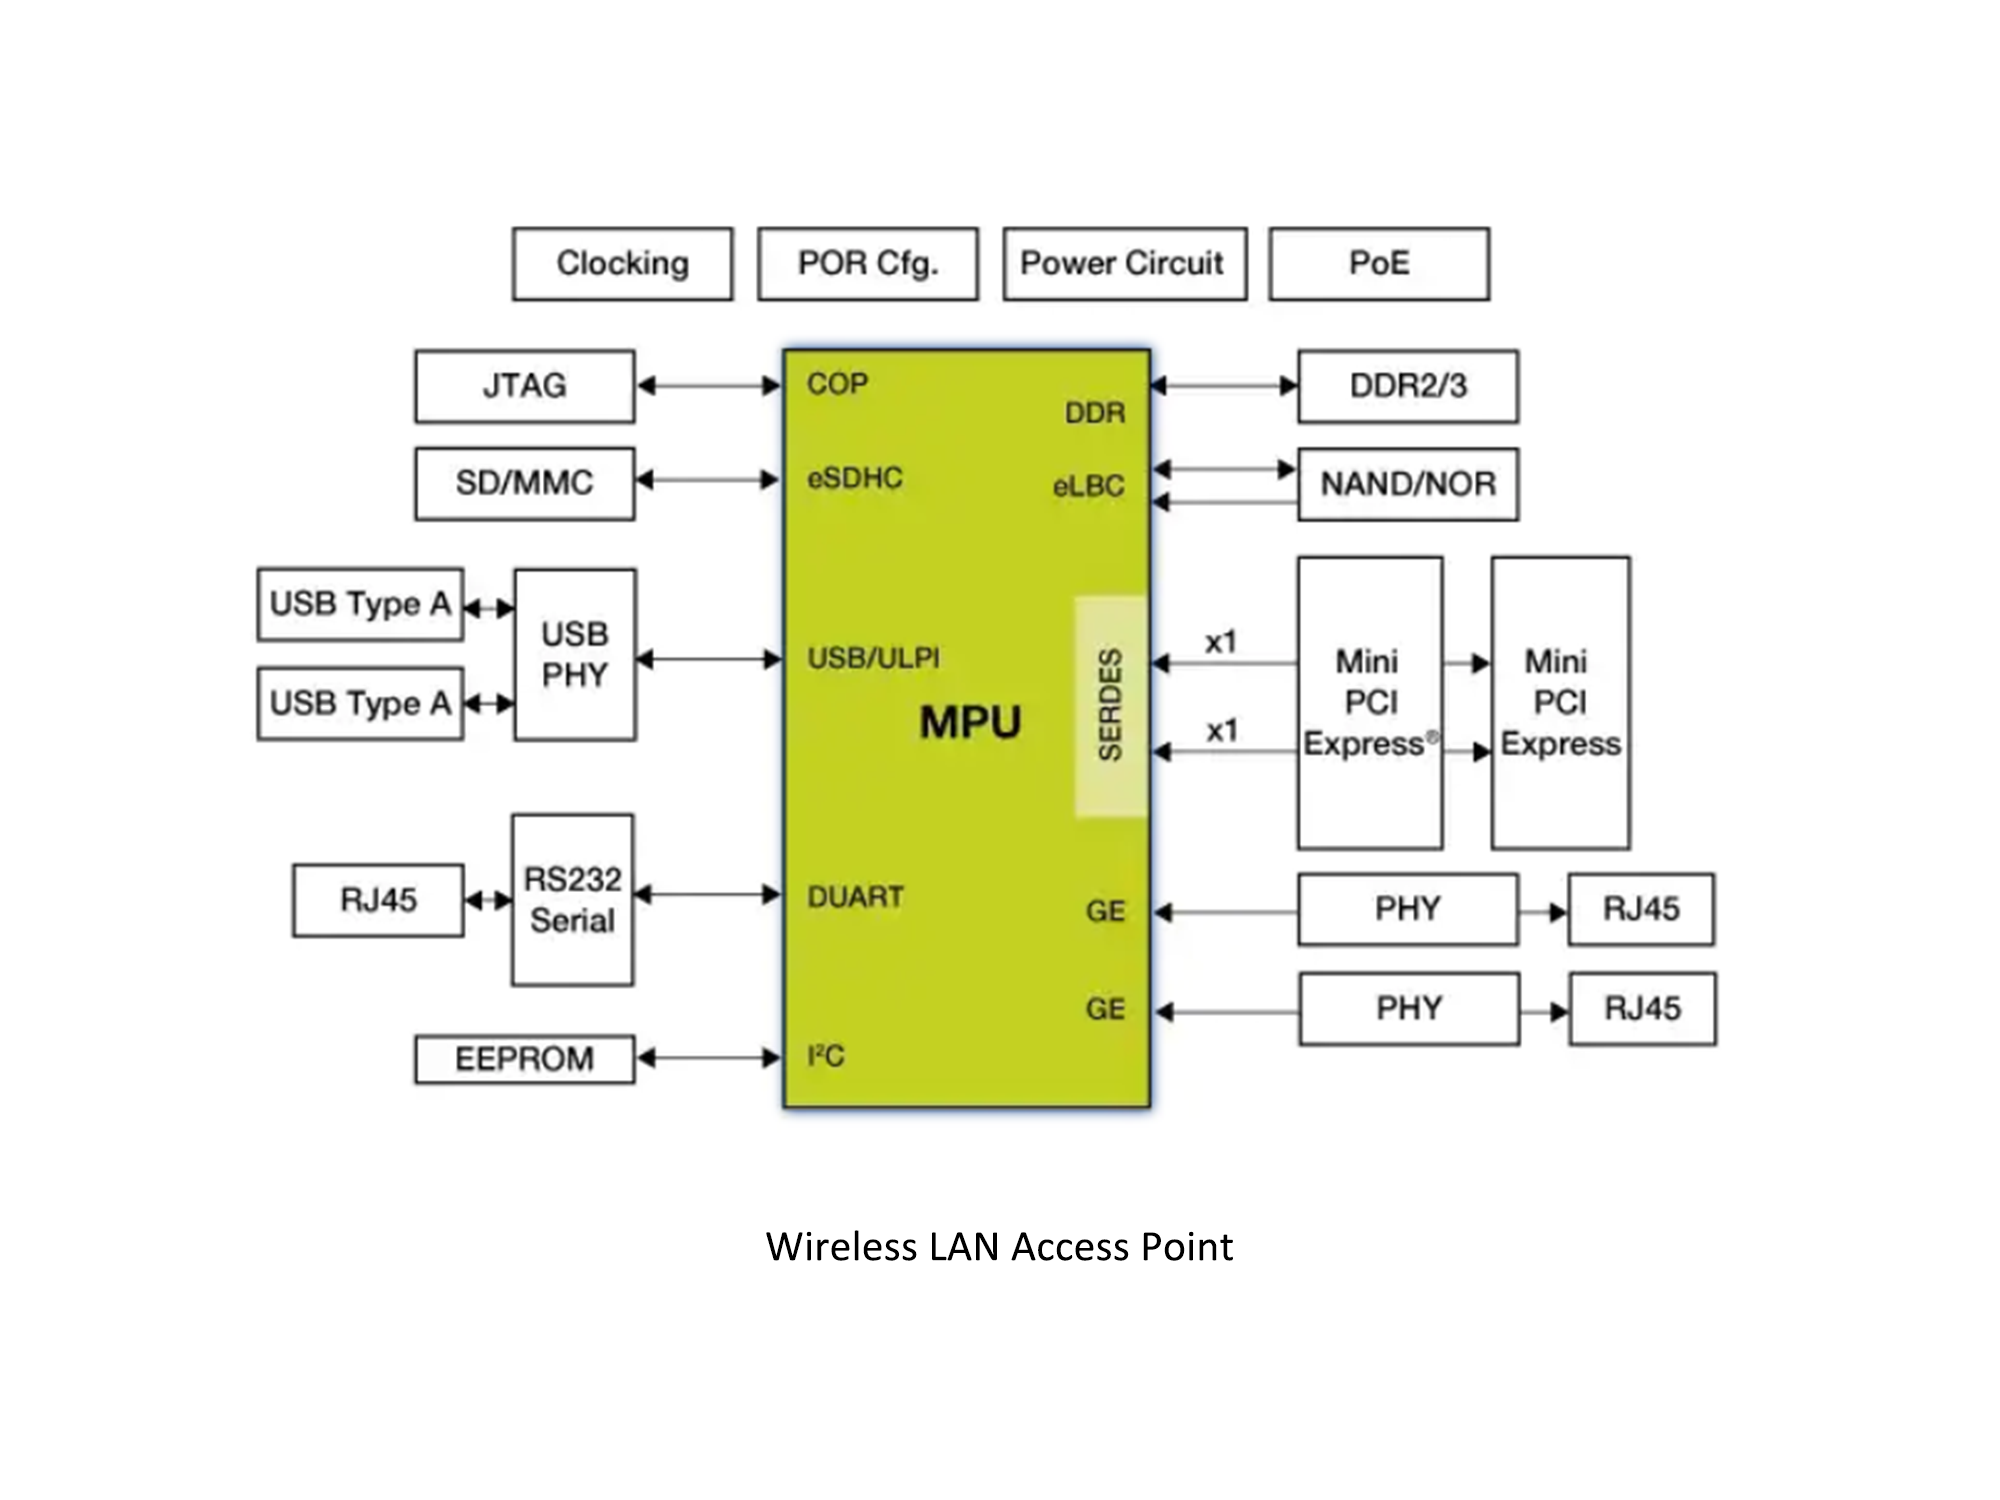 Clocking
POR Cfg.
Power Circuit
PoE
JTAG
COP
DDR
DDR2/3
SD/MMC
eSDHC
eLBC
NAND/NOR
USB Type A
USB Type A
USB
PHY
USB/ULPI
MPU
SERDES
x1
x1
Mini
PCI
Express®
Mini
PCI
Express
RJ45
RS232
Serial
DUART
GE
PHY
RJ45
GE
PHY
RJ45
EEPROM
I²C
Wireless LAN Access Point